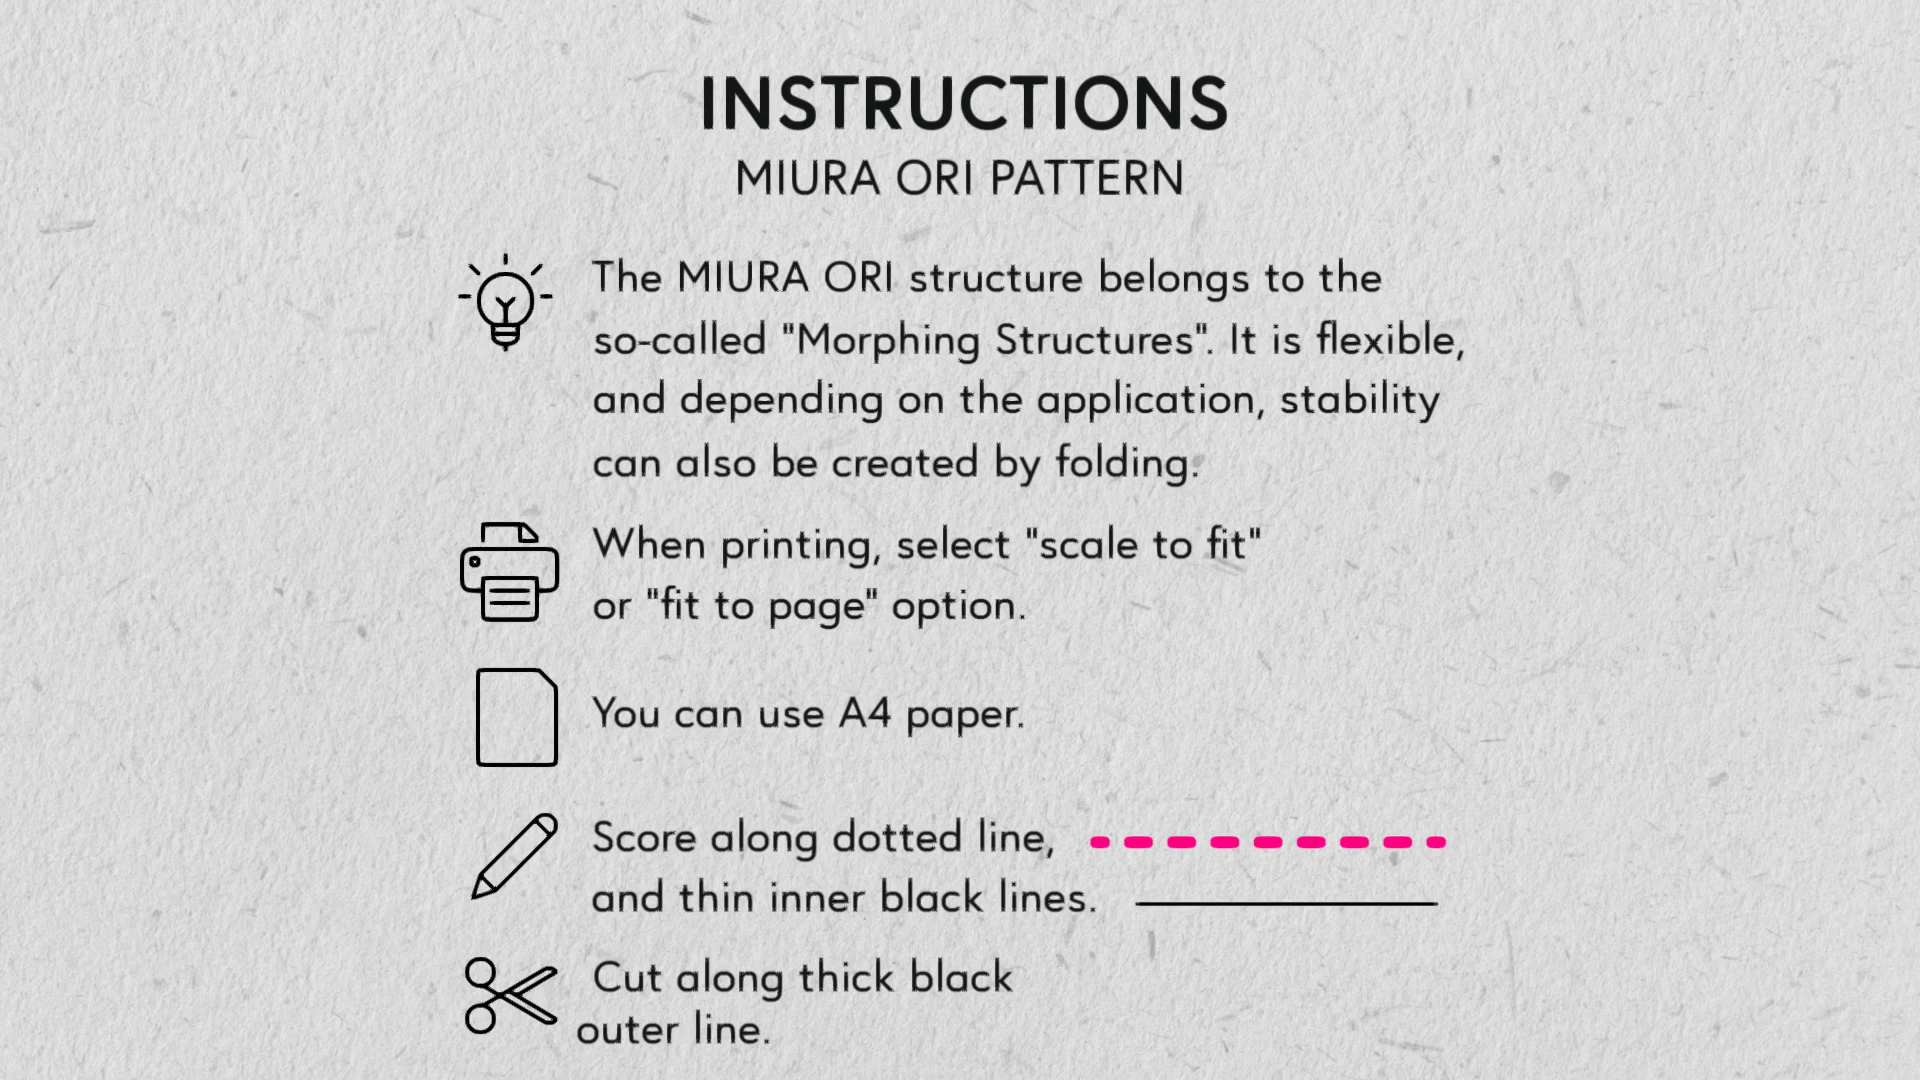 INSTRUCTIONS
MIURA ORI PATTERN
The MIURA ORI structure belongs to the
so-called "Morphing Structures". It is flexible,
and depending on the application, stability
can also be created by folding.
When printing, select "scale to fit"
or "fit to page" option.
You can use A4 paper.
Score along dotted line,
and thin inner black lines.
Cut along thick black
outer line.